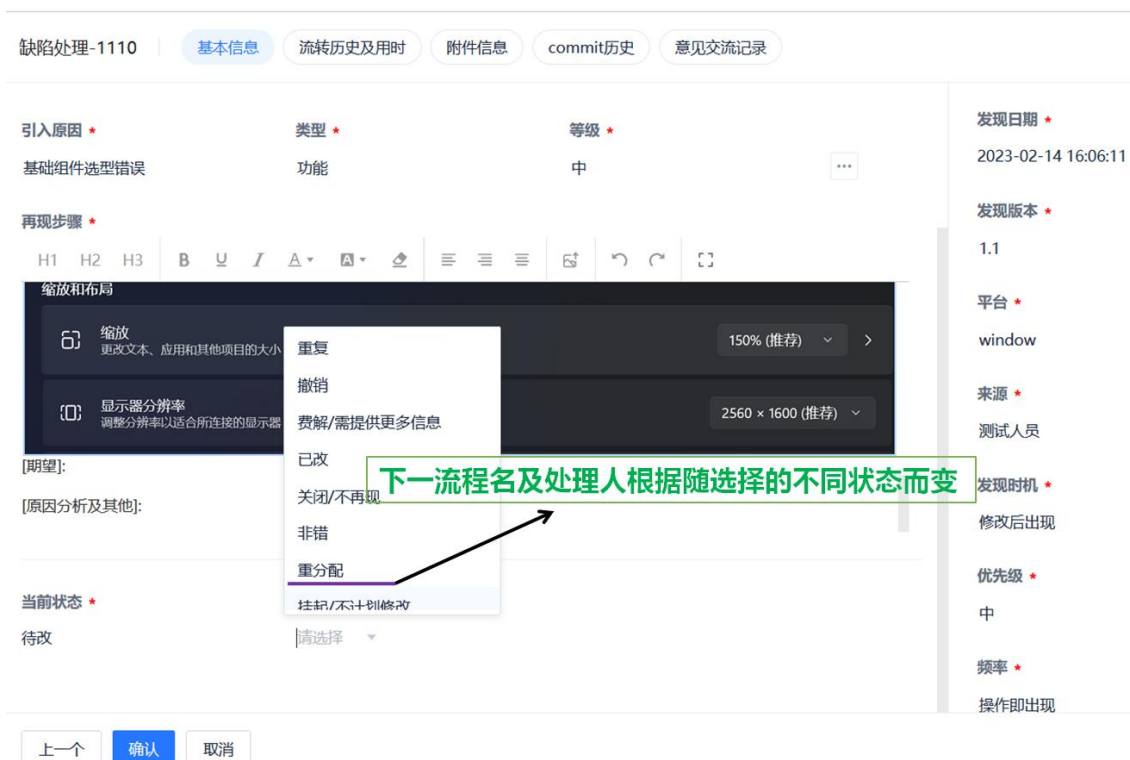 缺陷处理-1110
基本信息
流转历史及用时
附件信息
commit历史
意见交流记录
引入原因 *
类型 *
等级 *
基础组件选型错误
功能
中
...
再现步骤 *
H1 H2 H3 B U I A A
缩放和布局
缩放
更改文本、应用和其他项目的大小
150% (推荐)
显示器分辨率
调整分辨率以适合所连接的显示器
2560 × 1600 (推荐)
[期望]:
[原因分析及其他]:
重复
撤销
费解/需提供更多信息
已改
关闭/不再现
非错
重分配
挂起/不计划修改
下一流程名及处理人根据随选择的不同状态而变
当前状态 *
待改
请选择
上一个
确认
取消
发现日期 *
2023-02-14 16:06:11
发现版本 *
1.1
平台 *
window
来源 *
测试人员
发现时机 *
修改后出现
优先级 *
中
频率 *
操作即出现